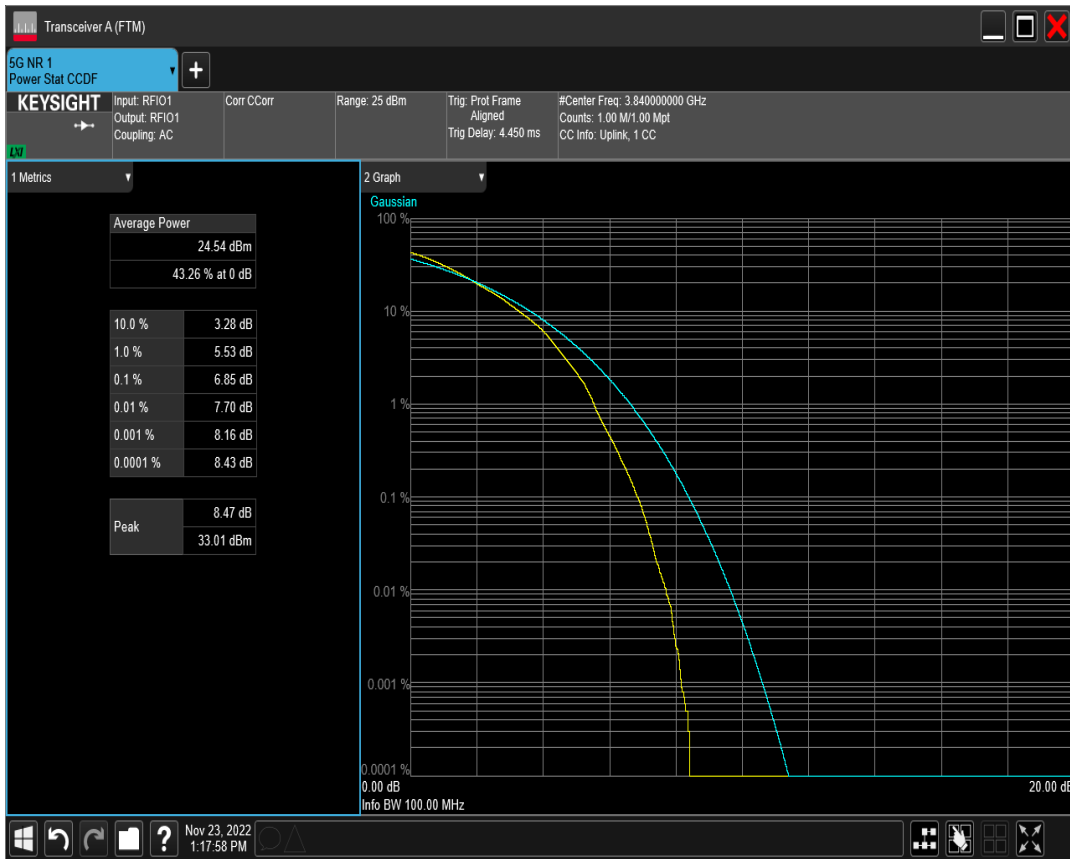 Transceiver A (FTM)
5G NR 1
Power Stat CCDF
+
KEYSIGHT
LXI
Input: RFIO1
Output: RFIO1
Coupling: AC
Corr CCorr
Range: 25 dBm
Trig: Prot Frame
Aligned
Trig Delay: 4.450 ms
#Center Freq: 3.840000000 GHz
Counts: 1.00 M/1.00 Mpt
CC Info: Uplink, 1 CC
1 Metrics
Average Power
24.54 dBm
43.26 % at 0 dB
10.0 % 3.28 dB
1.0 % 5.53 dB
0.1 % 6.85 dB
0.01 % 7.70 dB
0.001 % 8.16 dB
0.0001 % 8.43 dB
Peak
8.47 dB
33.01 dBm
2 Graph
Gaussian
100 %
10 %
1 %
0.1 %
0.01 %
0.001 %
0.0001 %
0.00 dB 20.00 dB
Info BW 100.00 MHz
?
Nov 23, 2022
1:17:58 PM